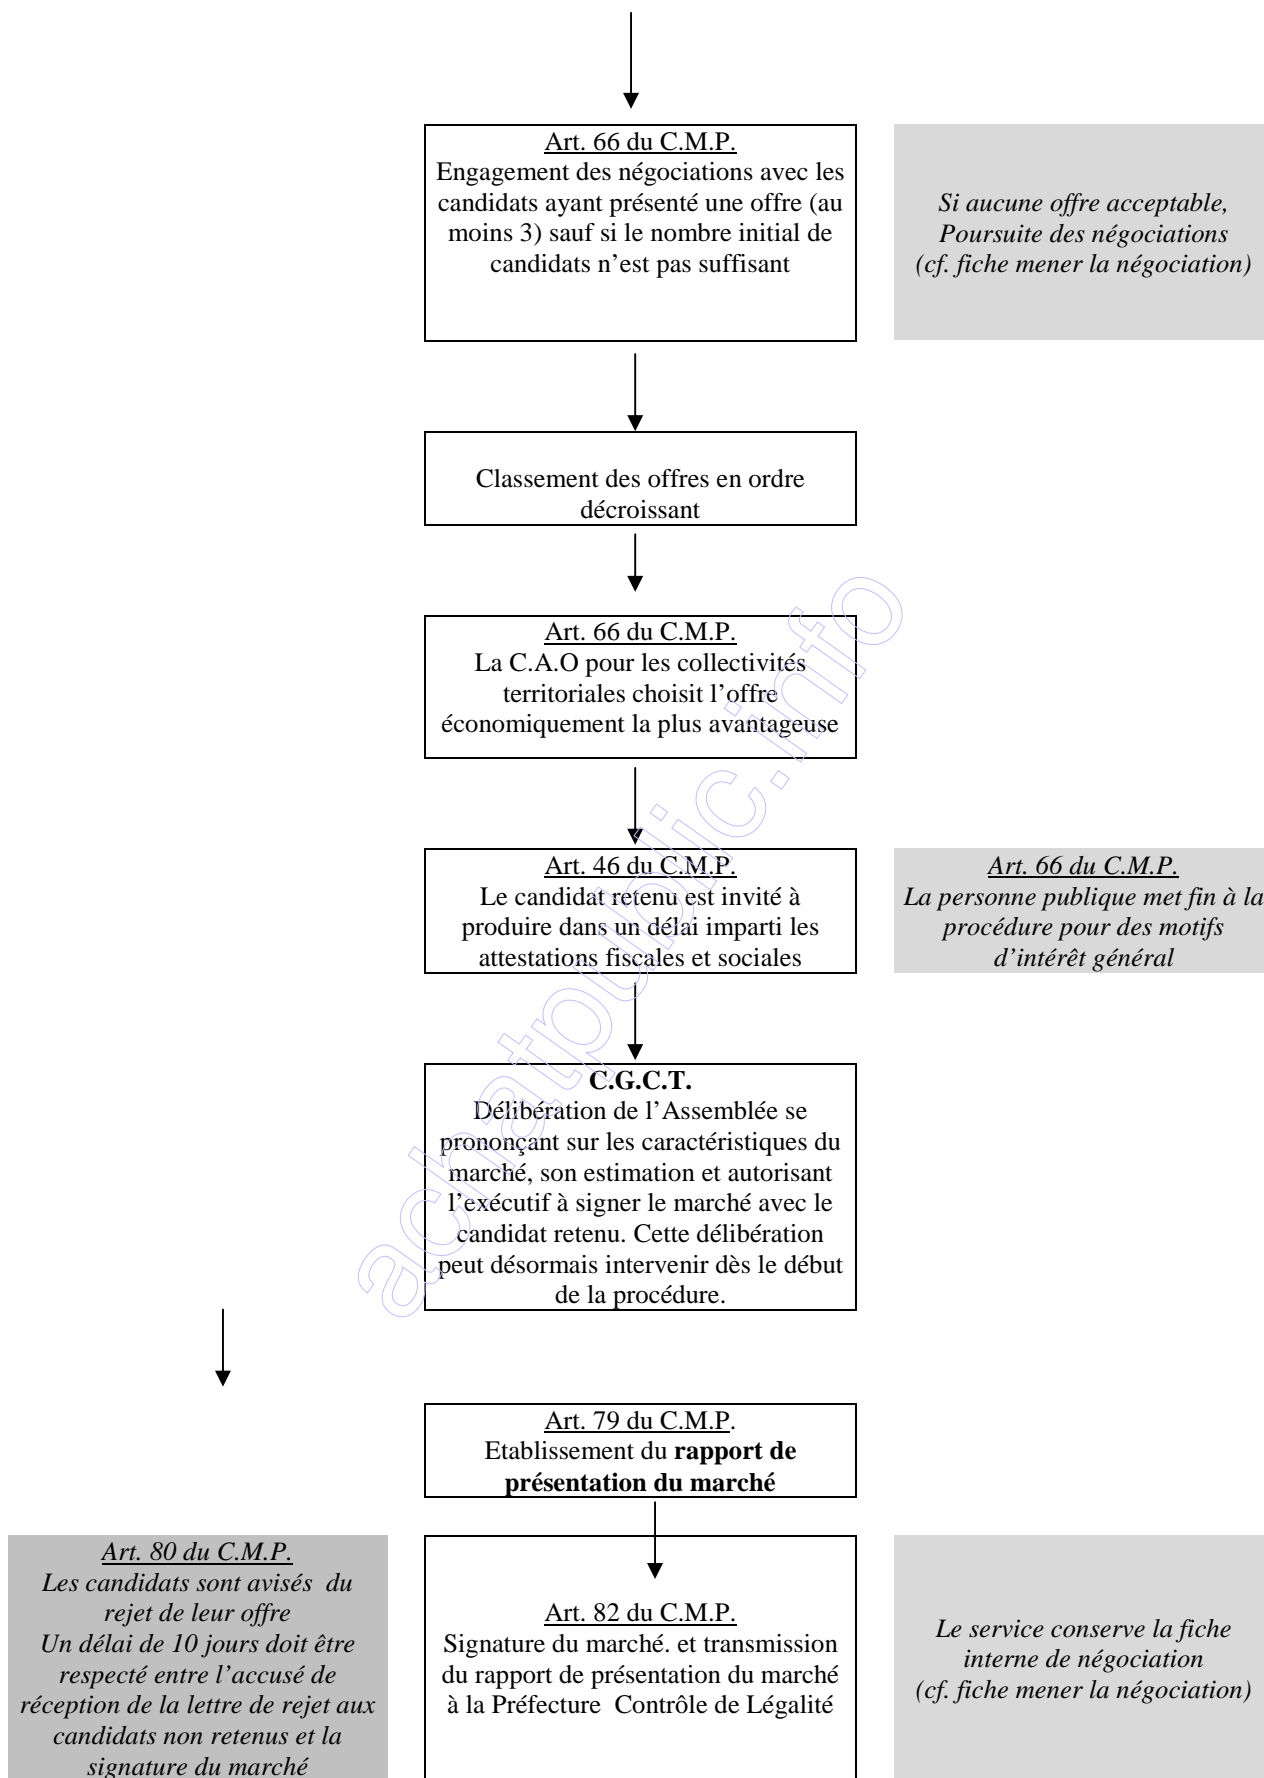 Art. 66 du C.M.P.
Engagement des négociations avec les
candidats ayant présenté une offre (au
moins 3) sauf si le nombre initial de
candidats n’est pas suffisant
Si aucune offre acceptable,
Poursuite des négociations
(cf. fiche mener la négociation)
Classement des offres en ordre
décroissant
Art. 66 du C.M.P.
La C.A.O pour les collectivités
territoriales choisit l’offre
économiquement la plus avantageuse
Art. 46 du C.M.P.
Le candidat retenu est invité à
produire dans un délai imparti les
attestations fiscales et sociales
Art. 66 du C.M.P.
La personne publique met fin à la
procédure pour des motifs
d’intérêt général
C.G.C.T.
Délibération de l’Assemblée se
prononçant sur les caractéristiques du
marché, son estimation et autorisant
l’exécutif à signer le marché avec le
candidat retenu. Cette délibération
peut désormais intervenir dès le début
de la procédure.
Art. 79 du C.M.P.
Etablissement du rapport de
présentation du marché
Art. 80 du C.M.P.
Les candidats sont avisés du
rejet de leur offre
Un délai de 10 jours doit être
respecté entre l’accusé de
réception de la lettre de rejet aux
candidats non retenus et la
signature du marché
Art. 82 du C.M.P.
Signature du marché. et transmission
du rapport de présentation du marché
à la Préfecture Contrôle de Légalité
Le service conserve la fiche
interne de négociation
(cf. fiche mener la négociation)
achatpublic.info